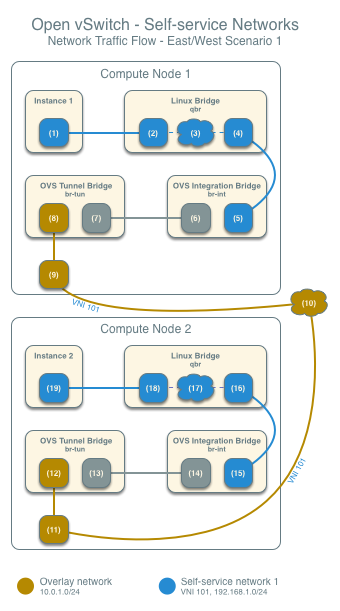 Open vSwitch - Self-service Networks
Network Traffic Flow - East/West Scenario 1
Compute Node 1
Instance 1
Linux Bridge
qbr
(1)
(2)
(3)
(4)
OVS Tunnel Bridge
br-tun
OVS Integration Bridge
br-int
(8)
(7)
(6)
(5)
(9)
VNI 101
(10)
Compute Node 2
Instance 2
Linux Bridge
qbr
(19)
(18)
(17)
(16)
OVS Tunnel Bridge
br-tun
OVS Integration Bridge
br-int
(12)
(13)
(14)
(15)
VNI 101
(11)
Overlay network
10.0.1.0/24
Self-service network 1
VNI 101, 192.168.1.0/24